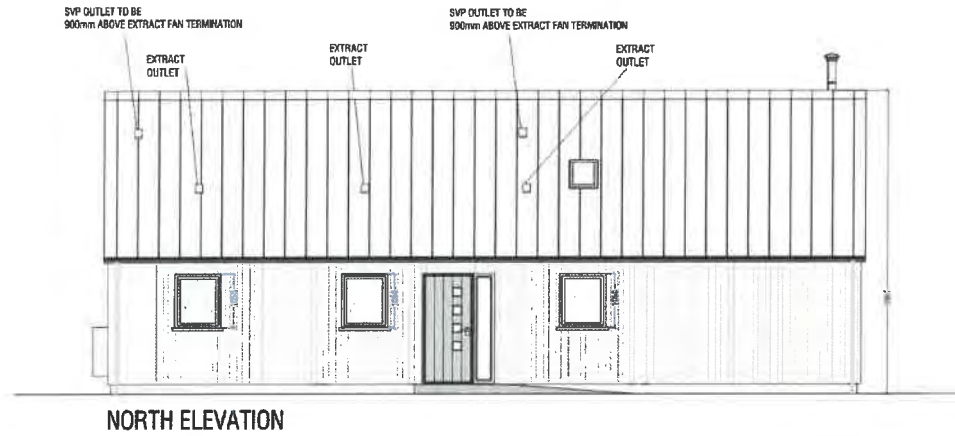 SVP OUTLET TO BE
900mm ABOVE EXTRACT FAN TERMINATION
EXTRACT
OUTLET
EXTRACT
OUTLET
SVP OUTLET TO BE
900mm ABOVE EXTRACT FAN TERMINATION
EXTRACT
OUTLET
NORTH ELEVATION